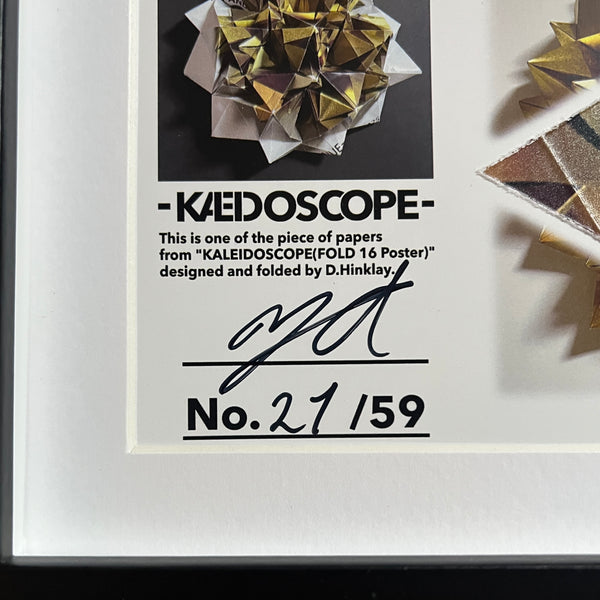 -KALEIDOSCOPE-
This is one of the piece of papers
from "KALEIDOSCOPE(FOLD 16 Poster)"
designed and folded by D.Hinklay.
No. 21 /59